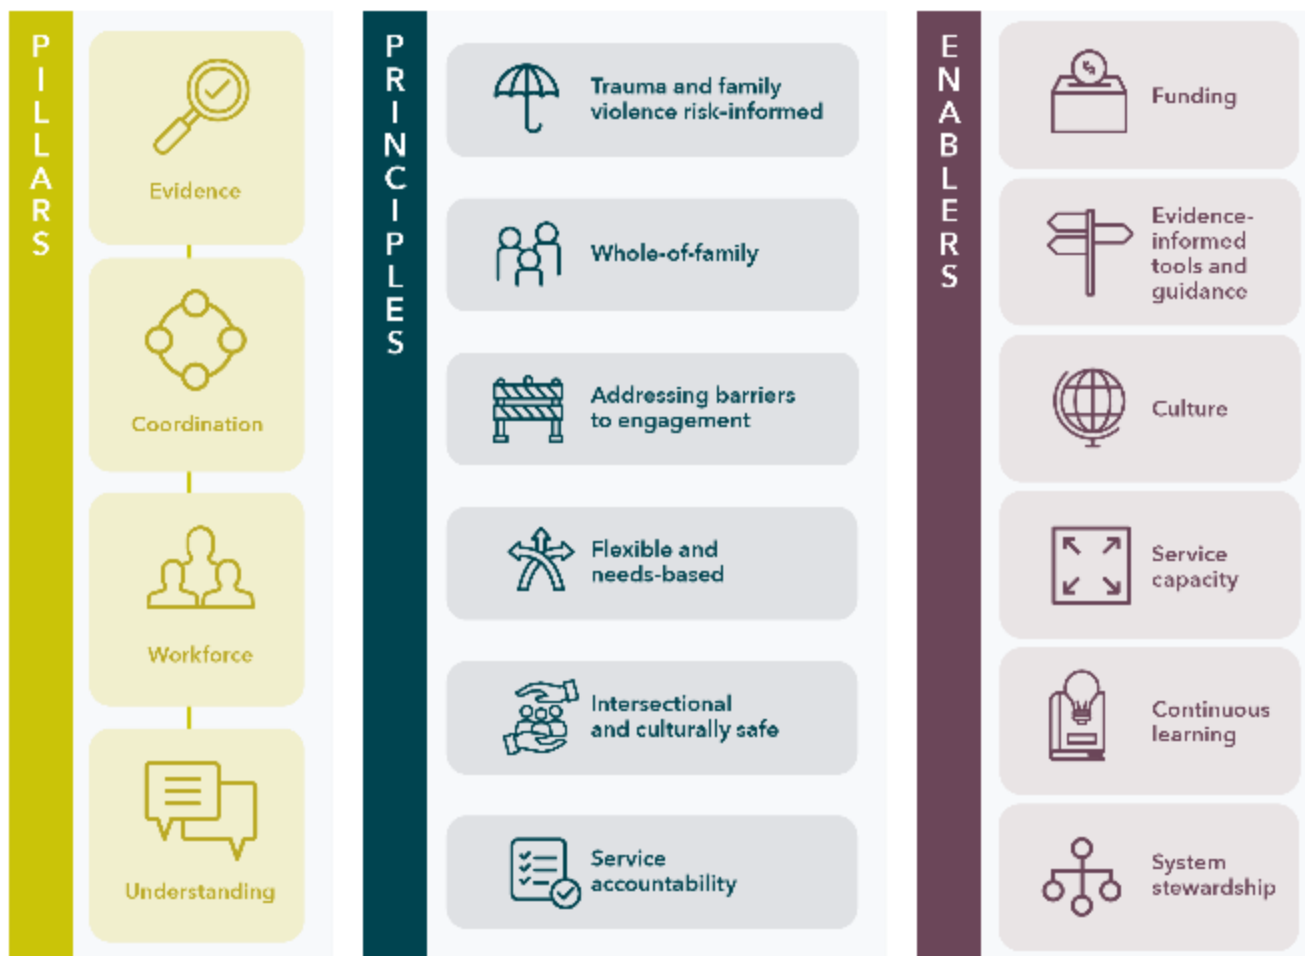 PILLARS
Evidence
Coordination
Workforce
Understanding
PRINCIPLES
Trauma and family
violence risk-informed
Whole-of-family
Addressing barriers
to engagement
Flexible and
needs-based
Intersectional
and culturally safe
Service
accountability
ENABLERS
Funding
Evidence-
informed
tools and
guidance
Culture
Service
capacity
Continuous
learning
System
stewardship